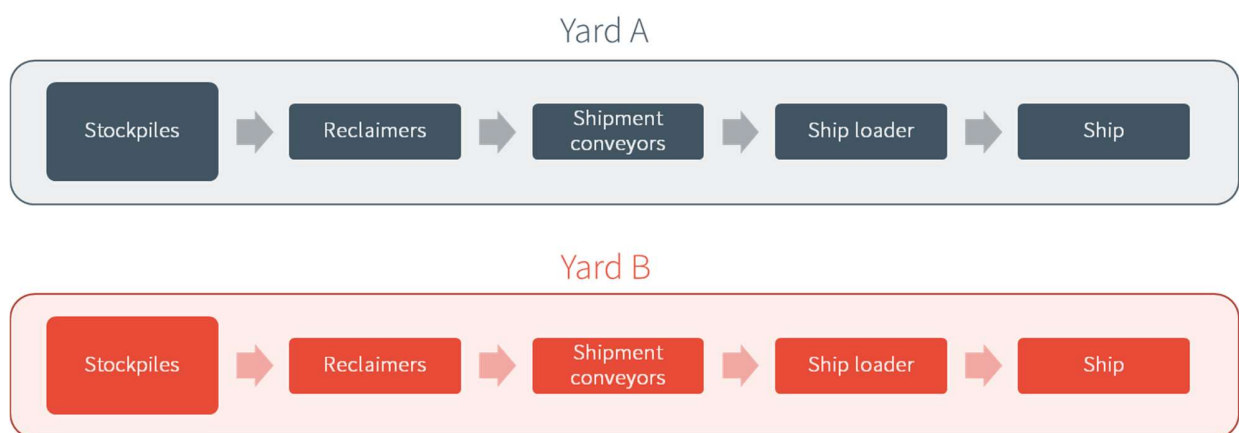 Yard A
Stockpiles
Reclaimers
Shipment
conveyors
Ship loader
Ship
Yard B
Stockpiles
Reclaimers
Shipment
conveyors
Ship loader
Ship